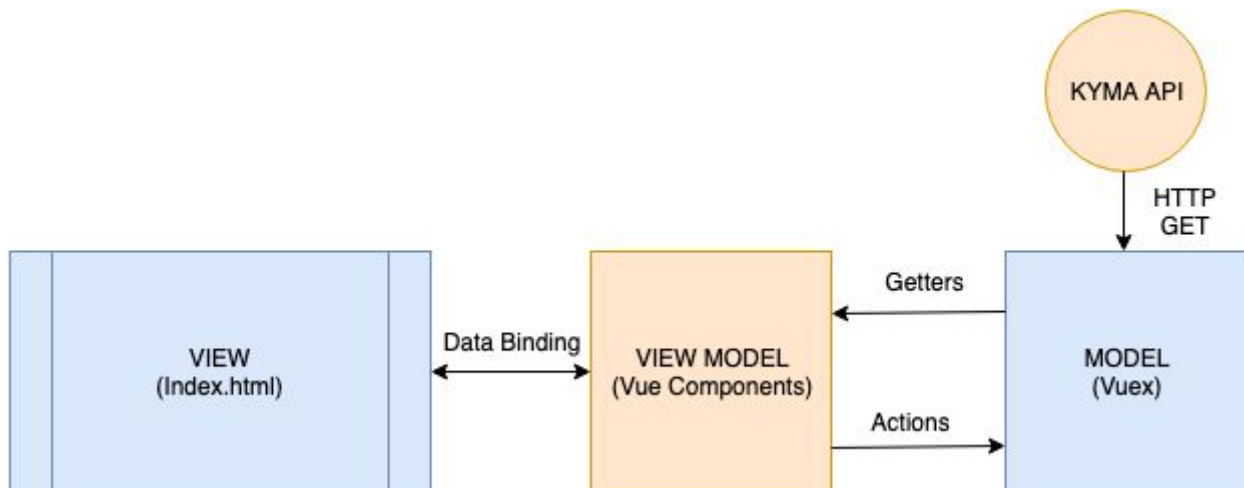 KYMA API
HTTP
GET
Getters
Data Binding
VIEW
(Index.html)
VIEW MODEL
(Vue Components)
MODEL
(Vuex)
Actions